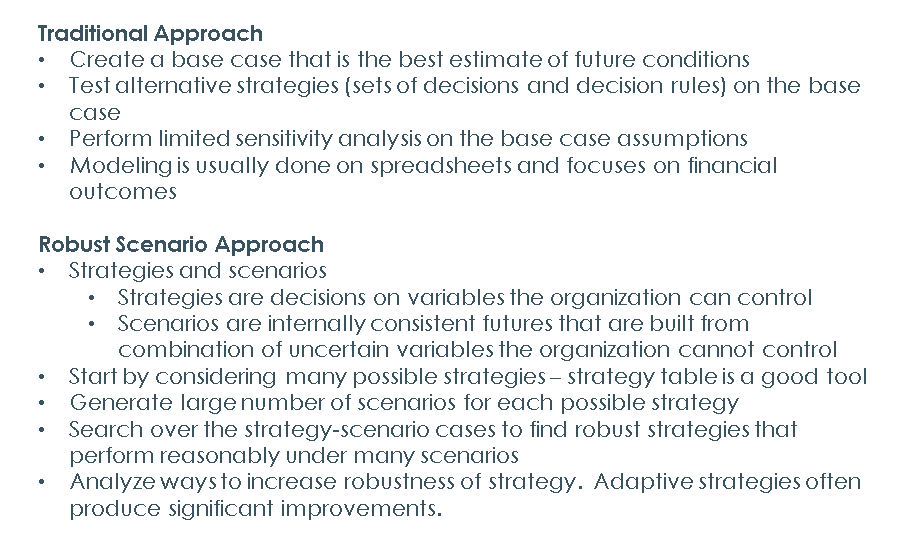 Traditional Approach
• Create a base case that is the best estimate of future conditions
• Test alternative strategies (sets of decisions and decision rules) on the base
case
• Perform limited sensitivity analysis on the base case assumptions
• Modeling is usually done on spreadsheets and focuses on financial
outcomes
Robust Scenario Approach
• Strategies and scenarios
• Strategies are decisions on variables the organization can control
• Scenarios are internally consistent futures that are built from
combination of uncertain variables the organization cannot control
• Start by considering many possible strategies – strategy table is a good tool
• Generate large number of scenarios for each possible strategy
• Search over the strategy-scenario cases to find robust strategies that
perform reasonably under many scenarios
• Analyze ways to increase robustness of strategy. Adaptive strategies often
produce significant improvements.